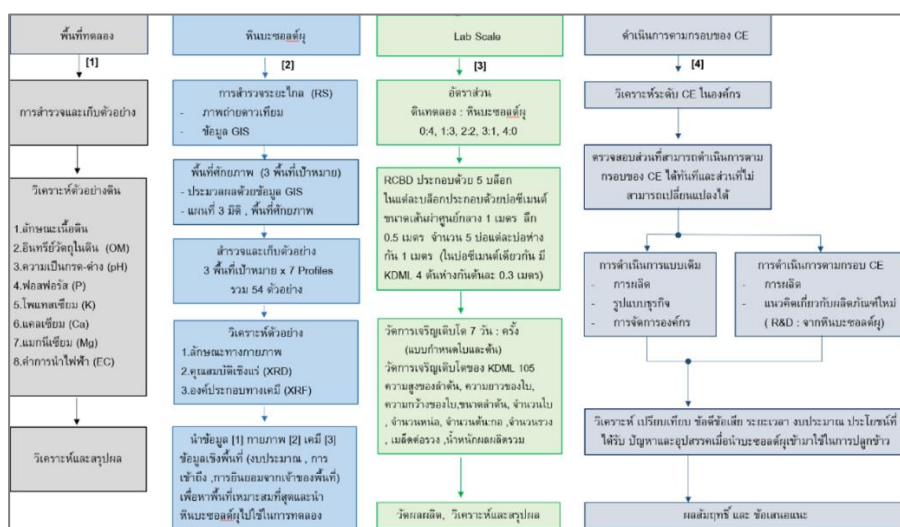 พื้นที่ทดลอง
[1]
การสำรวจและเก็บตัวอย่าง
วิเคราะห์ตัวอย่างดิน
1.ลักษณะเนื้อดิน
2.อินทรีย์วัตถุในดิน (OM)
3.ความเป็นกรด-ด่าง (pH)
4.ฟอสฟอรัส (P)
5.โพแทสเซียม (K)
6.แคลเซียม (Ca)
7.แมกนีเซียม (Mg)
8.ค่าการนำไฟฟ้า (EC)
วิเคราะห์และสรุปผล
หินบะซอลต์ผุ
[2]
การสำรวจระยะไกล (RS)
- ภาพถ่ายดาวเทียม
- ข้อมูล GIS
พื้นที่ศักยภาพ (3 พื้นที่เป้าหมาย)
-ประมวลผลด้วยข้อมูล GIS
-แผนที่ 3 มิติ , พื้นที่ศักยภาพ
สำรวจและเก็บตัวอย่าง
3 พื้นที่เป้าหมาย x 7 Profiles
รวม 54 ตัวอย่าง
วิเคราะห์ตัวอย่าง
1.ลักษณะทางกายภาพ
2.คุณสมบัติเชิงแร่ (XRD)
3.องค์ประกอบทางเคมี (XRF)
นำข้อมูล [1] กายภาพ [2] เคมี [3]
ข้อมูลเชิงพื้นที่ (งบประมาณ , การ
เข้าถึง ,การยินยอมจากเจ้าของพื้นที่)
เพื่อหาพื้นที่เหมาะสมที่สุดและนำ
หินบะซอลต์ผุไปใช้ในการทดลอง
Lab Scale
[3]
อัตราส่วน
ดินทดลอง : หินบะซอลต์ผุ
0:4, 1:3, 2:2, 3:1, 4:0
RCBD ประกอบด้วย 5 บล็อก
ในแต่ละบล็อกประกอบด้วยบ่อซีเมนต์
ขนาดเส้นผ่าศูนย์กลาง 1 เมตร ลึก
0.5 เมตร จำนวน 5 บ่อแต่ละบ่อห่าง
กัน 1 เมตร (ในบ่อซีเมนต์เดียวกัน มี
KDML 4 ต้นห่างกันต้นละ 0.3 เมตร)
วัดการเจริญเติบโต 7 วัน : ครั้ง
(แบบกำหนดใบและต้น)
วัดการเจริญเติบโตของ KDML 105
ความสูงของลำต้น, ความยาวของใบ,
ความกว้างของใบ,ขนาดลำต้น, จำนวนใบ
, จำนวนหน่อ, จำนวนต้น:กอ ,จำนวนรวง
, เมล็ดต่อรวง ,น้ำหนักผลผลิตรวม
วัดผลผลิต, วิเคราะห์และสรุปผล
ดำเนินการตามกรอบของ CE
[4]
วิเคราะห์ระดับ CE ในองค์กร
ตรวจสอบส่วนที่สามารถดำเนินการตาม
กรอบของ CE ได้ทันทีและส่วนที่ไม่
สามารถเปลี่ยนแปลงได้
การดำเนินการแบบเดิม
- การผลิต
- รูปแบบธุรกิจ
- การจัดการองค์กร
การดำเนินการตามกรอบ CE
- การผลิต
- แนวคิดเกี่ยวกับผลิตภัณฑ์ใหม่
( R&D : จากหินบะซอลต์ผุ)
วิเคราะห์ เปรียบเทียบ ข้อดีข้อเสีย ระยะเวลา งบประมาณ ประโยชน์ที่
ได้รับ ปัญหาและอุปสรรคเมื่อนำบะซอลต์ผุเข้ามาใช้ในการปลูกข้าว
ผลสัมฤทธิ์ และ ข้อเสนอแนะ